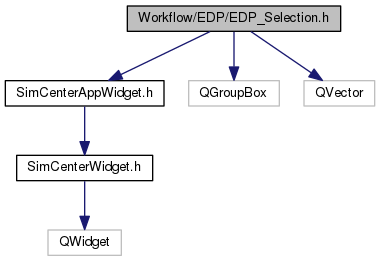 Workflow/EDP/EDP_Selection.h
SimCenterAppWidget.h
QGroupBox
QVector
SimCenterWidget.h
QWidget